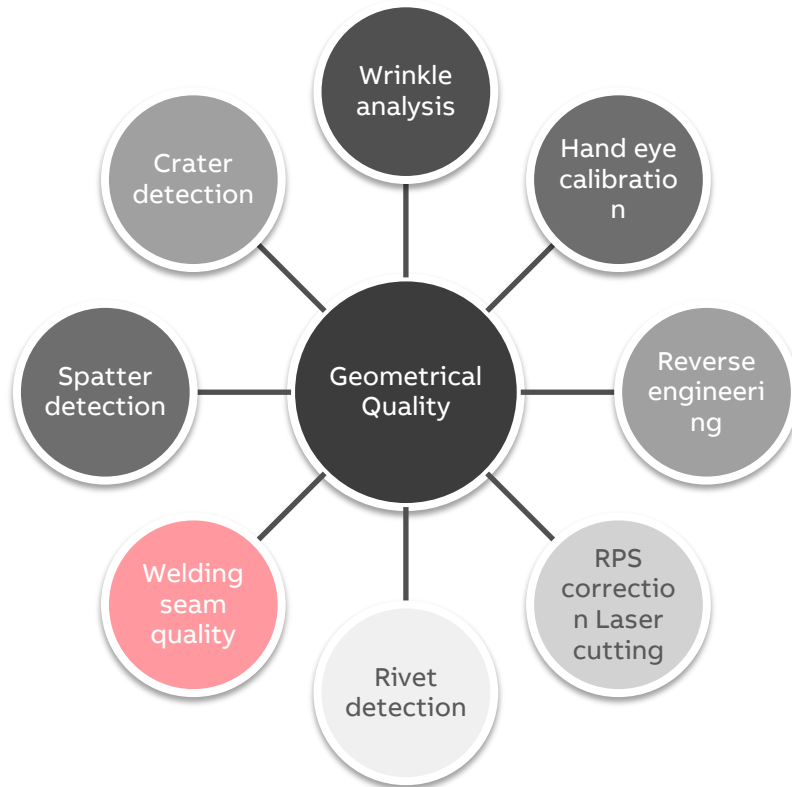 Wrinkle
analysis
Hand eye
calibratio
n
Reverse
engineeri
ng
RPS
correctio
n Laser
cutting
Rivet
detection
Welding
seam
quality
Spatter
detection
Crater
detection
Geometrical
Quality